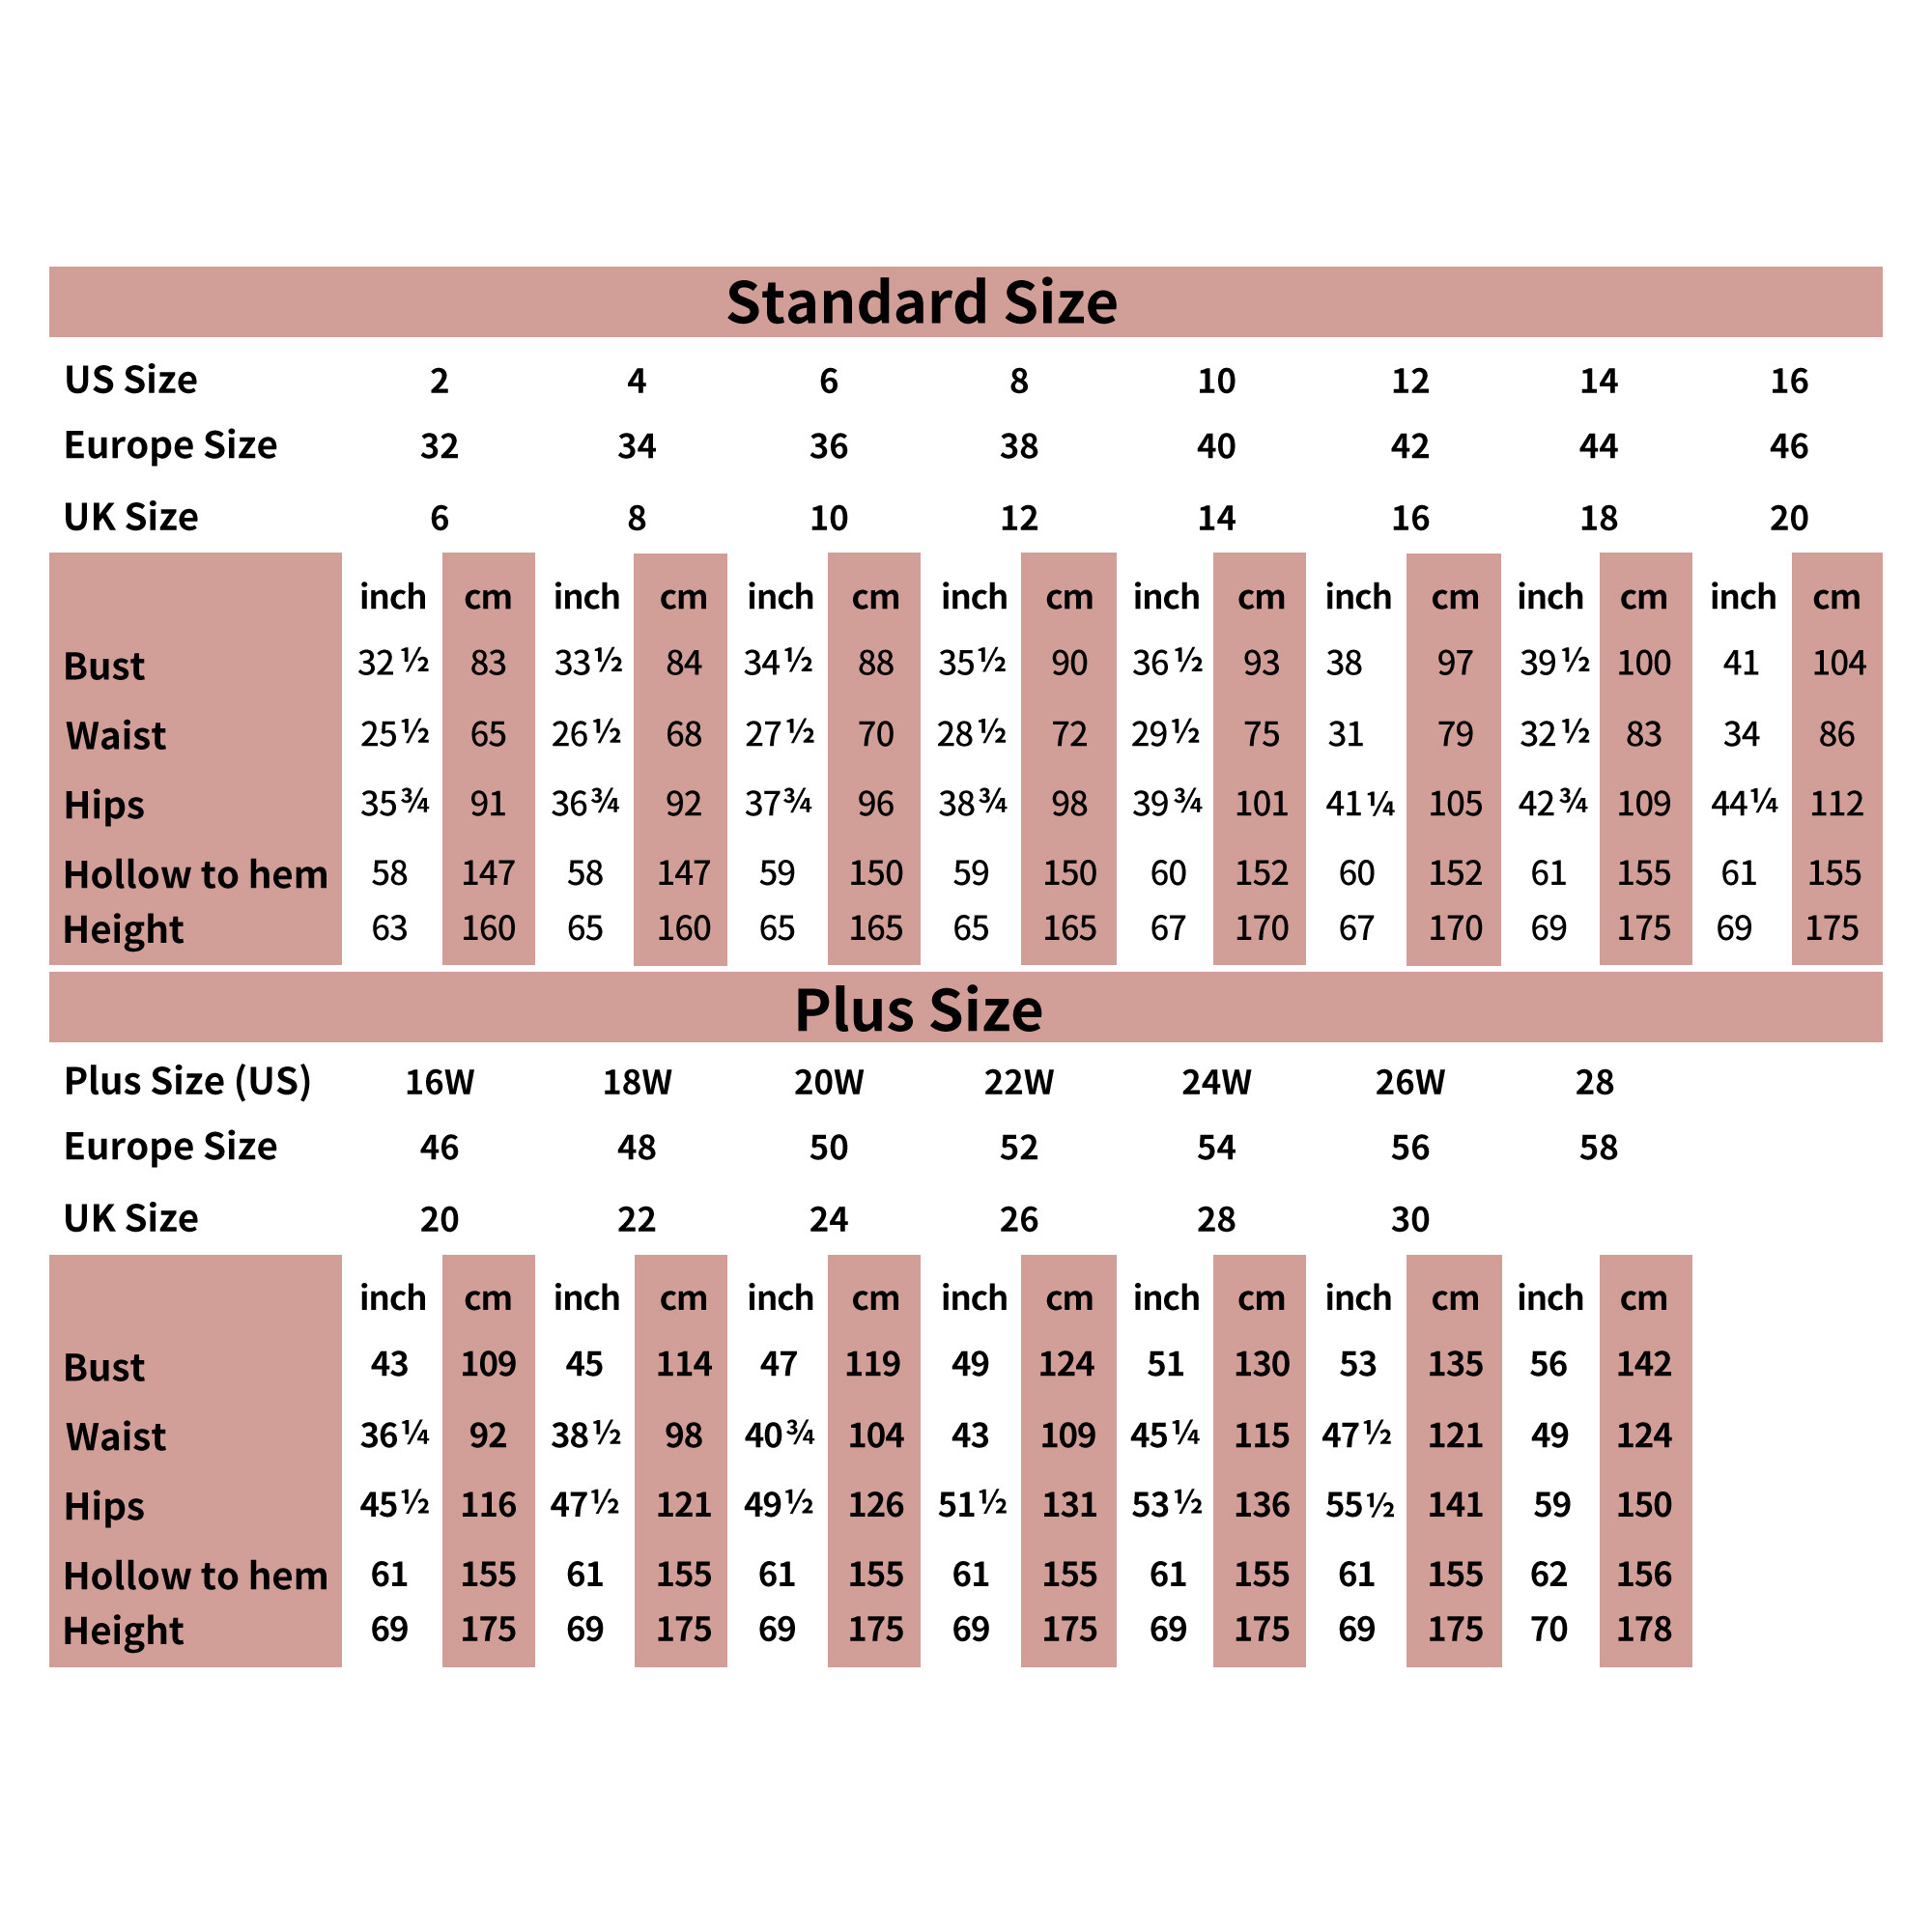 Standard Size
US Size 2 4 6 8 10 12 14 16
Europe Size 32 34 36 38 40 42 44 46
UK Size 6 8 10 12 14 16 18 20
inch cm inch cm inch cm inch cm inch cm inch cm inch cm inch cm
Bust 32 ½ 83 33½ 84 34½ 88 35½ 90 36 ½ 93 38 97 39 ½ 100 41 104
Waist 25½ 65 26½ 68 27½ 70 28½ 72 29½ 75 31 79 32 ½ 83 34 86
Hips 35¾ 91 36¾ 92 37¾ 96 38¾ 98 39¾ 101 41¼ 105 42¾ 109 44¼ 112
Hollow to hem 58 147 58 147 59 150 59 150 60 152 60 152 61 155 61 155
Height 63 160 65 160 65 165 65 165 67 170 67 170 69 175 69 175
Plus Size
Plus Size (US) 16W 18W 20W 22W 24W 26W 28
Europe Size 46 48 50 52 54 56 58
UK Size 20 22 24 26 28 30
inch cm inch cm inch cm inch cm inch cm inch cm inch cm
Bust 43 109 45 114 47 119 49 124 51 130 53 135 56 142
Waist 36¼ 92 38½ 98 40¾ 104 43 109 45¼ 115 47½ 121 49 124
Hips 45½ 116 47½ 121 49½ 126 51½ 131 53½ 136 55½ 141 59 150
Hollow to hem 61 155 61 155 61 155 61 155 61 155 61 155 62 156
Height 69 175 69 175 69 175 69 175 69 175 69 175 70 178